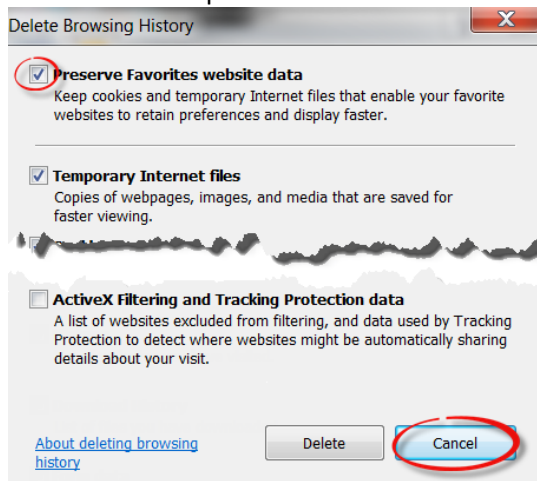 Delete Browsing History
X
Preserve Favorites website data
Keep cookies and temporary Internet files that enable your favorite
websites to retain preferences and display faster.
Temporary Internet files
Copies of webpages, images, and media that are saved for
faster viewing.
ActiveX Filtering and Tracking Protection data
A list of websites excluded from filtering, and data used by Tracking
Protection to detect where websites might be automatically sharing
details about your visit.
About deleting browsing
history
Delete
Cancel